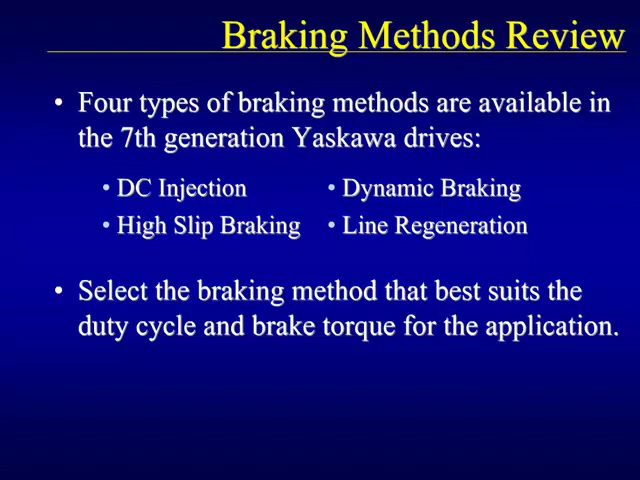 Braking Methods Review
• Four types of braking methods are available in
the 7th generation Yaskawa drives:
• DC Injection • Dynamic Braking
• High Slip Braking • Line Regeneration
• Select the braking method that best suits the
duty cycle and brake torque for the application.